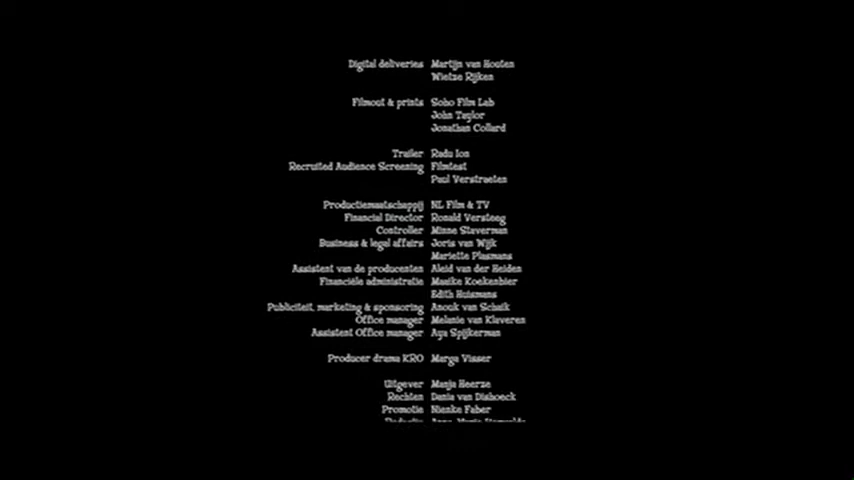 Digital deliveries Martijn van Houten
Wietze Rijken
Filmout & prints Soho Film Lab
John Taylor
Jonathan Collard
Trailer Radu Ion
Recruited Audience Screening Filmtest
Paul Verstraeten
Productiemaatschappij NL Film & TV
Financial Director Ronald Versteeg
Controller Minne Staverman
Business & legal affairs Joris van Wijk
Mariette Plasmans
Assistent van de producenten Aleid van der Heiden
Financiële administratie Maaike Koekenbier
Edith Huismans
Publiciteit, marketing & sponsoring Anouk van Schaik
Office manager Melanie van Klaveren
Assistent Office manager Aya Spijkerman
Producer drama KRO Marga Visser
Uitgever Manja Heerze
Rechten Dania van Dishoeck
Promotie Nienke Faber